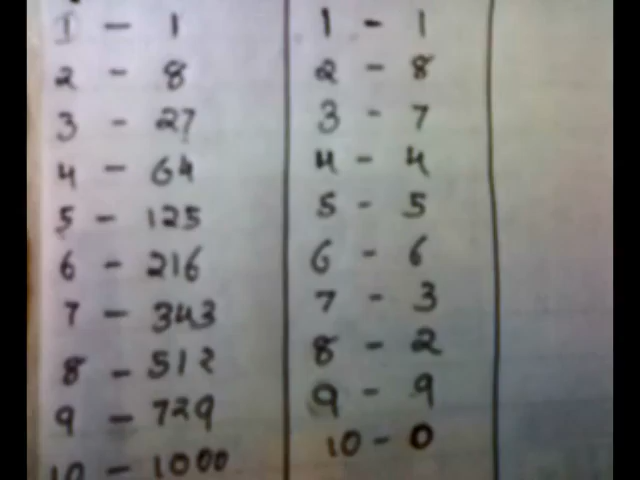 1 - 1
2 - 8
3 - 27
4 - 64
5 - 125
6 - 216
7 - 343
8 - 512
9 - 729
10 - 1000
1 - 1
2 - 8
3 - 7
4 - 4
5 - 5
6 - 6
7 - 3
8 - 2
9 - 9
10 - 0